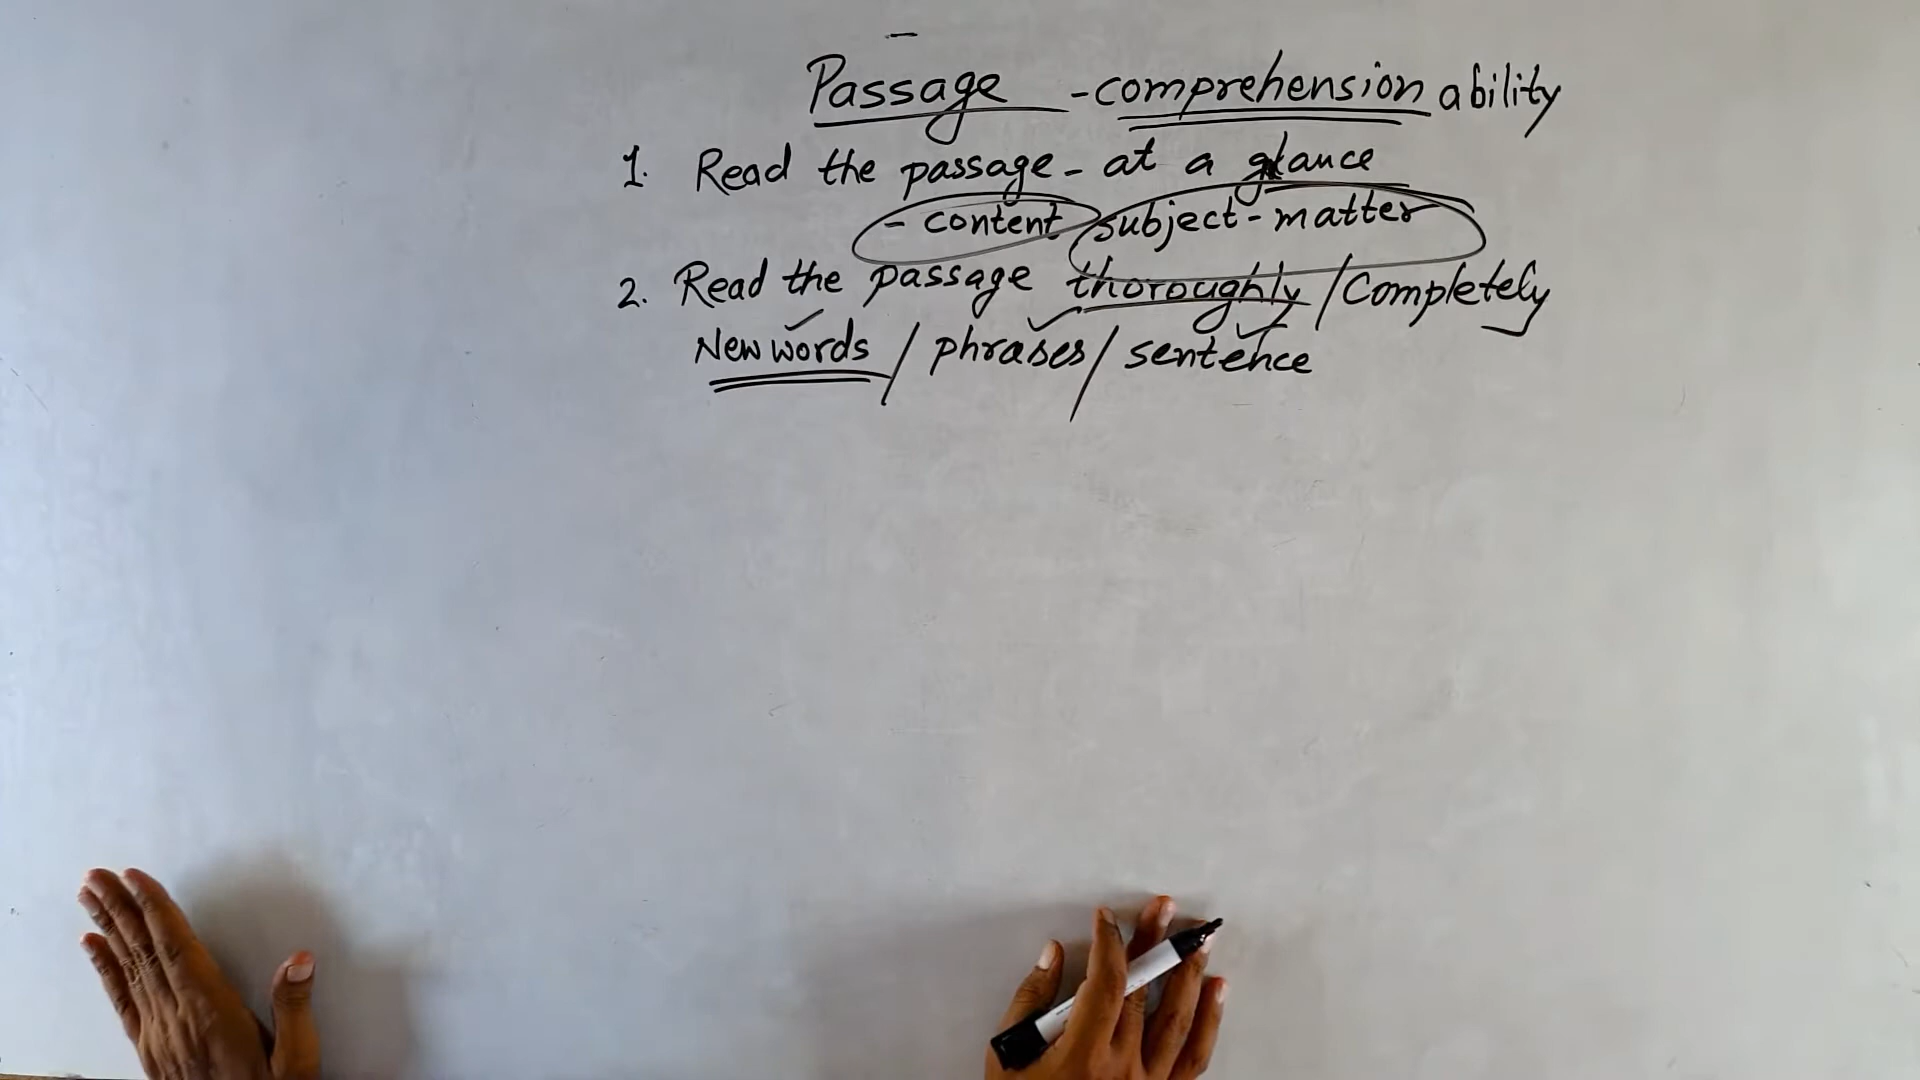 Passage - comprehension ability
1. Read the passage - at a glance
- content subject-matter
2. Read the passage thoroughly / Completely
New words / phrases / sentence